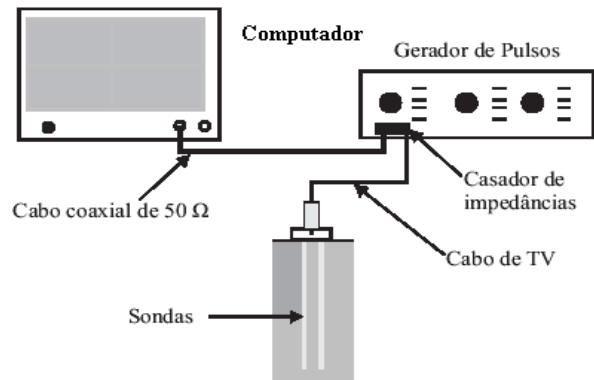 Computador
Gerador de Pulsos
Casador de
impedâncias
Cabo coaxial de 50 Ω
Cabo de TV
Sondas